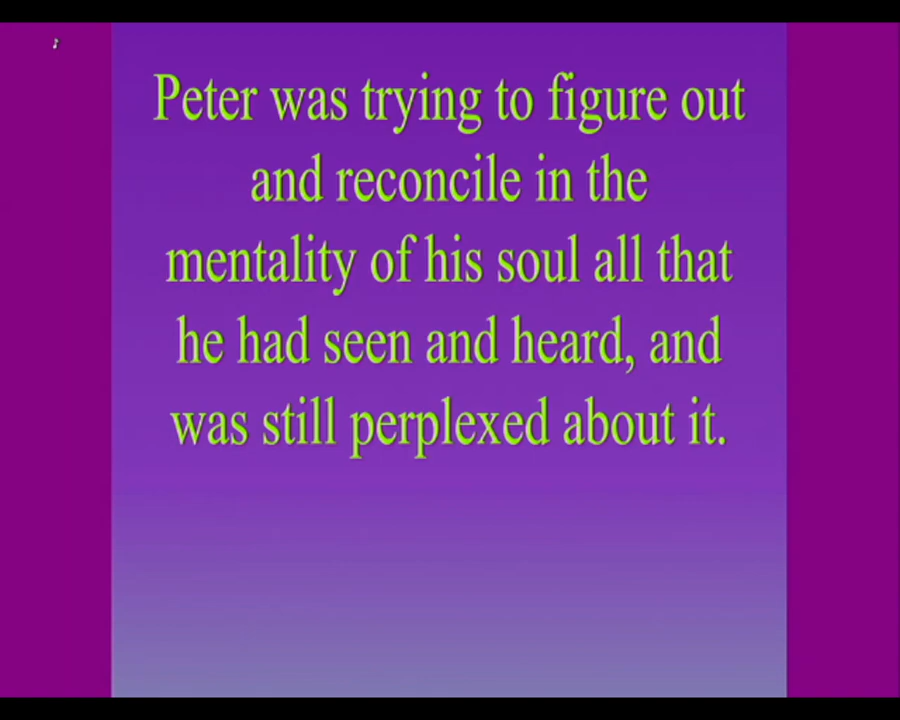 Peter was trying to figure out
and reconcile in the
mentality of his soul all that
he had seen and heard, and
was still perplexed about it.